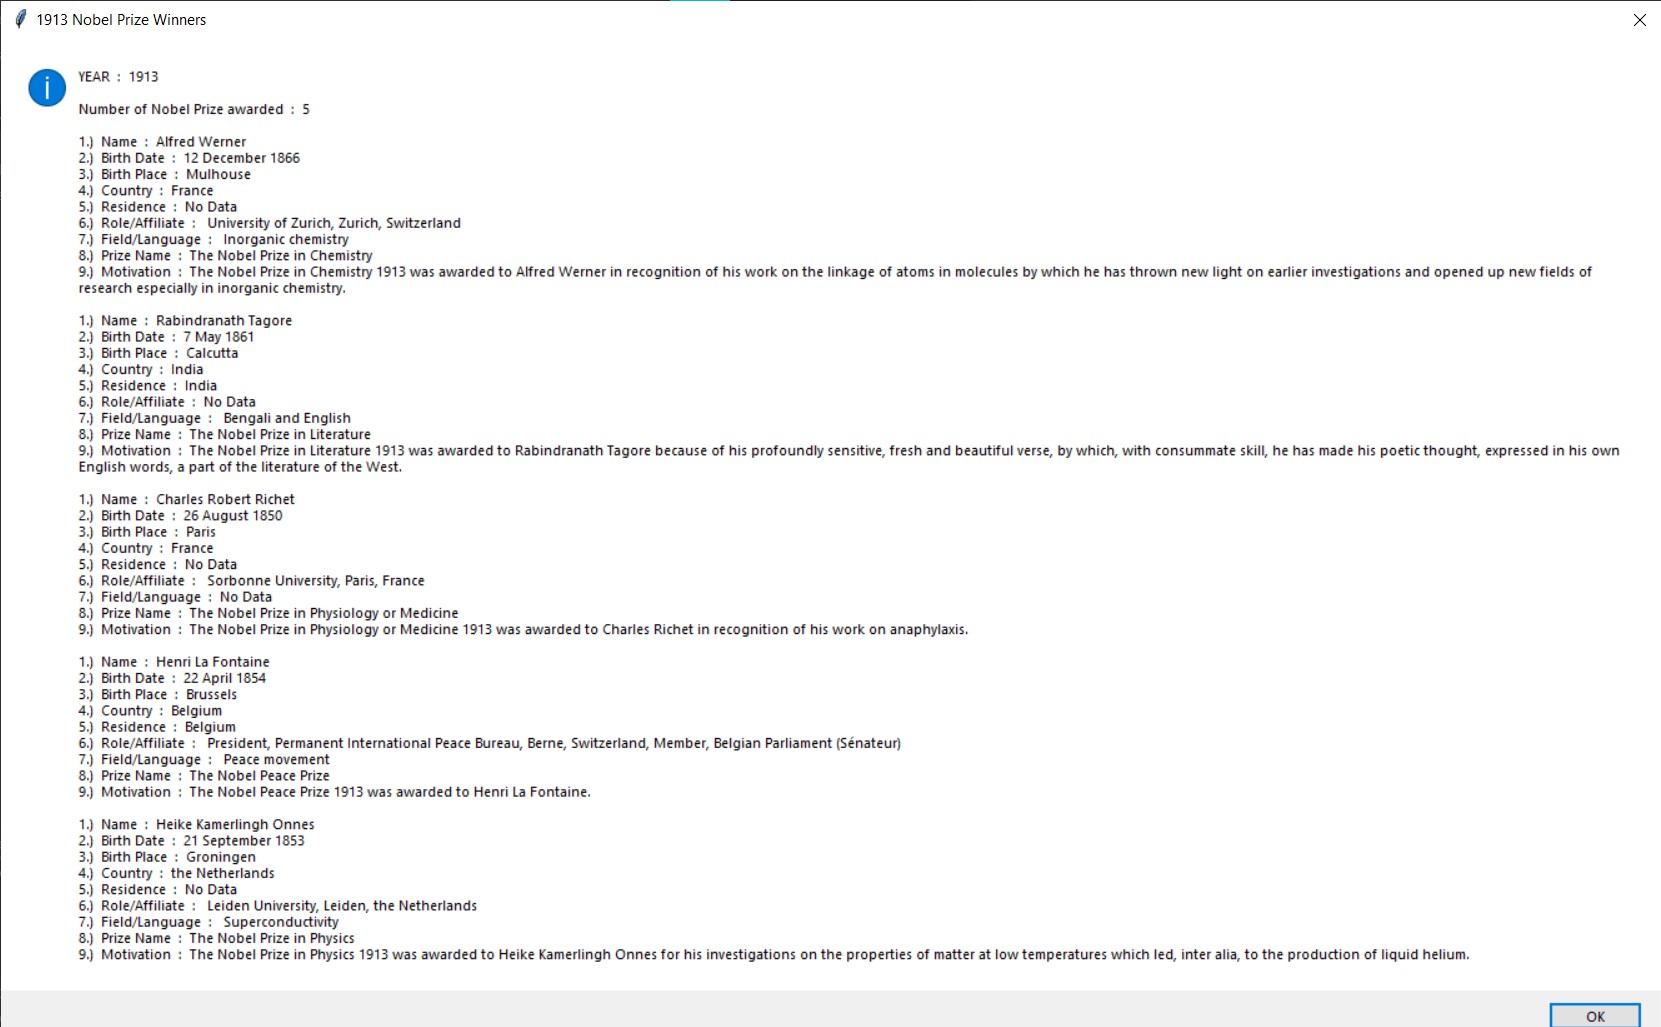 1913 Nobel Prize Winners
YEAR : 1913
Number of Nobel Prize awarded : 5
1.) Name : Alfred Werner
2.) Birth Date : 12 December 1866
3.) Birth Place : Mulhouse
4.) Country : France
5.) Residence : No Data
6.) Role/Affiliate : University of Zurich, Zurich, Switzerland
7.) Field/Language : Inorganic chemistry
8.) Prize Name : The Nobel Prize in Chemistry
9.) Motivation : The Nobel Prize in Chemistry 1913 was awarded to Alfred Werner in recognition of his work on the linkage of atoms in molecules by which he has thrown new light on earlier investigations and opened up new fields of
research especially in inorganic chemistry.
1.) Name : Rabindranath Tagore
2.) Birth Date : 7 May 1861
3.) Birth Place : Calcutta
4.) Country : India
5.) Residence : India
6.) Role/Affiliate : No Data
7.) Field/Language : Bengali and English
8.) Prize Name : The Nobel Prize in Literature
9.) Motivation : The Nobel Prize in Literature 1913 was awarded to Rabindranath Tagore because of his profoundly sensitive, fresh and beautiful verse, by which, with consummate skill, he has made his poetic thought, expressed in his own
English words, a part of the literature of the West.
1.) Name : Charles Robert Richet
2.) Birth Date : 26 August 1850
3.) Birth Place : Paris
4.) Country : France
5.) Residence : No Data
6.) Role/Affiliate : Sorbonne University, Paris, France
7.) Field/Language : No Data
8.) Prize Name : The Nobel Prize in Physiology or Medicine
9.) Motivation : The Nobel Prize in Physiology or Medicine 1913 was awarded to Charles Richet in recognition of his work on anaphylaxis.
1.) Name : Henri La Fontaine
2.) Birth Date : 22 April 1854
3.) Birth Place : Brussels
4.) Country : Belgium
5.) Residence : Belgium
6.) Role/Affiliate : President, Permanent International Peace Bureau, Berne, Switzerland, Member, Belgian Parliament (Sénateur)
7.) Field/Language : Peace movement
8.) Prize Name : The Nobel Peace Prize
9.) Motivation : The Nobel Peace Prize 1913 was awarded to Henri La Fontaine.
1.) Name : Heike Kamerlingh Onnes
2.) Birth Date : 21 September 1853
3.) Birth Place : Groningen
4.) Country : the Netherlands
5.) Residence : No Data
6.) Role/Affiliate : Leiden University, Leiden, the Netherlands
7.) Field/Language : Superconductivity
8.) Prize Name : The Nobel Prize in Physics
9.) Motivation : The Nobel Prize in Physics 1913 was awarded to Heike Kamerlingh Onnes for his investigations on the properties of matter at low temperatures which led, inter alia, to the production of liquid helium.
OK